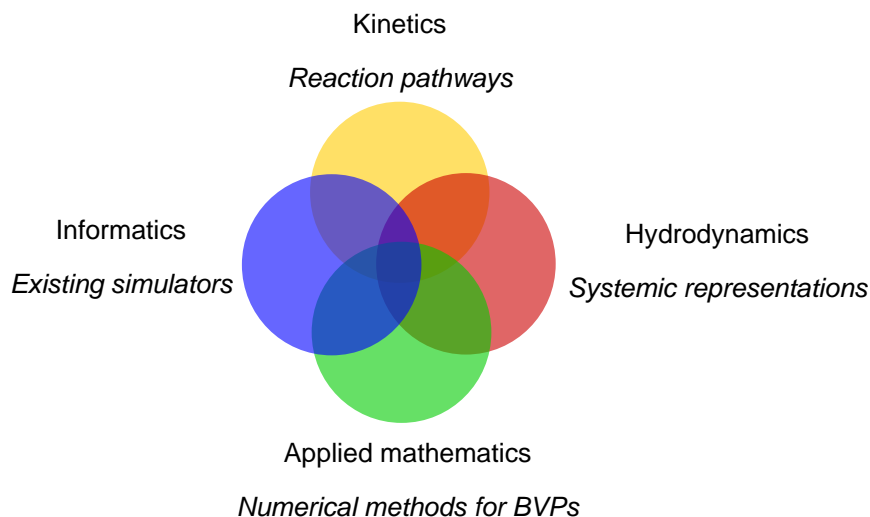 Kinetics
Reaction pathways
Informatics
Existing simulators
Hydrodynamics
Systemic representations
Applied mathematics
Numerical methods for BVPs